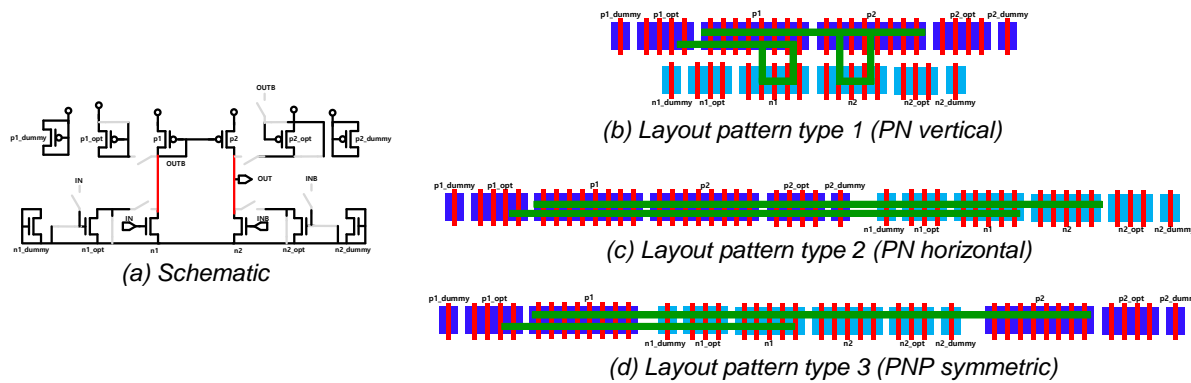 OUTB
p1_dummy p1_opt p1 p2 p2_opt p2_dummy
OUTB
OUT
IN INB
IN INB
n1_dummy n1_opt n1 n2 n2_opt n2_dummy
(a) Schematic
p1_dummy p1_opt p1 p2 p2_opt p2_dummy
n1_dummy n1_opt n1 n2 n2_opt n2_dummy
(b) Layout pattern type 1 (PN vertical)
p1_dummy p1_opt p1 p2 p2_opt p2_dummy
n1_dummy n1_opt n1 n2 n2_opt n2_dummy
(c) Layout pattern type 2 (PN horizontal)
p1_dummy p1_opt p1 p2 p2_opt p2_dummy
n1_dummy n1_opt n1 n2 n2_opt n2_dummy
(d) Layout pattern type 3 (PNP symmetric)